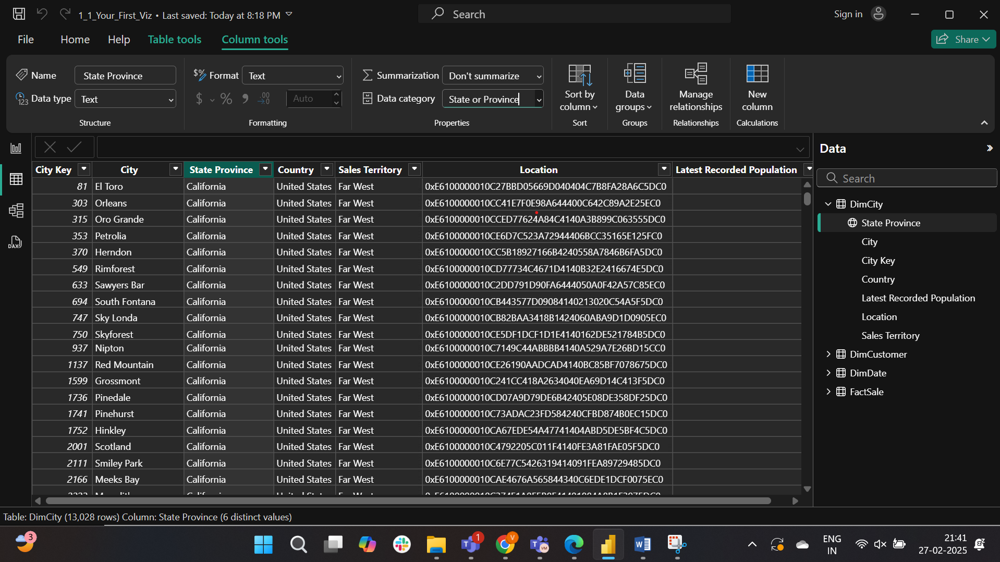 1_1_Your_First_Viz • Last saved: Today at 8:18 PM
Search
Sign in
File Home Help Table tools Column tools
Share
Name State Province
Data type Text
Structure
$% Format Text
$ % , .00 Auto
Formatting
Summarization Don't summarize
Data category State or Province
Properties
Sort by
column
Sort
Data
groups
Groups
Manage
relationships
Relationships
New
column
Calculations
City Key City State Province Country Sales Territory Location Latest Recorded Population
81 El Toro California United States Far West 0xE6100000010C27BBD05669D040404C7B8FA28A6C5DC0
303 Orleans California United States Far West 0xE6100000010CC41E7F0E98A644400C642C89A2E25EC0
315 Oro Grande California United States Far West 0xE6100000010CCED77624A84C4140A3B899C063555DC0
353 Petrolia California United States Far West 0xE6100000010CE6D7C523A72944406BCC35165E125FC0
370 Herndon California United States Far West 0xE6100000010CC5B18927166B4240558A7846B6FA5DC0
549 Rimforest California United States Far West 0xE6100000010CD77734C4671D4140B32E2416674E5DC0
633 Sawyers Bar California United States Far West 0xE6100000010C2DD791D90FA6444050A0F42A57C85EC0
694 South Fontana California United States Far West 0xE6100000010CB443577D09084140213020C54A5F5DC0
747 Sky Londa California United States Far West 0xE6100000010CB82BAA3418B1424060ABA9D1D0905EC0
750 Skyforest California United States Far West 0xE6100000010CE5DF1DCF1D1E4140162DE521784B5DC0
937 Nipton California United States Far West 0xE6100000010C7149C44ABBBB4140A529A7E26BD15CC0
1137 Red Mountain California United States Far West 0xE6100000010CE26190AADCAD4140BC85BF7078675DC0
1599 Grossmont California United States Far West 0xE6100000010C241CC418A2634040EA69D14C413F5DC0
1736 Pinedale California United States Far West 0xE6100000010CD07A9D79DE6B42405E08DE358DF25DC0
1741 Pinehurst California United States Far West 0xE6100000010C73ADAC23FD584240CFBD874B0EC15DC0
1752 Hinkley California United States Far West 0xE6100000010CA67EDE54A47741404ABD5DE5BF4C5DC0
2001 Scotland California United States Far West 0xE6100000010C4792205C011F4140FE3A81FAE05F5DC0
2111 Smiley Park California United States Far West 0xE6100000010C6E77C5426319414091FEA89729485DC0
2166 Meeks Bay California United States Far West 0xE6100000010CAE4676A565844340C6EDE1DCF0075EC0
DAX
Data
Search
DimCity
State Province
City
City Key
Country
Latest Recorded Population
Location
Sales Territory
DimCustomer
DimDate
FactSale
Table: DimCity (13,028 rows) Column: State Province (6 distinct values)
3
1
V
VM
ENG
IN
21:41
27-02-2025